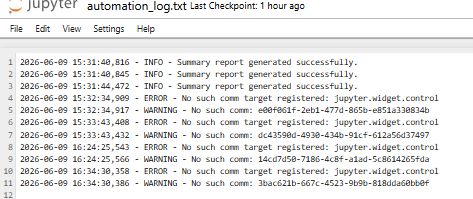 jupyter automation_log.txt Last Checkpoint: 1 hour ago
File Edit View Settings Help
1 2026-06-09 15:31:40,816 - INFO - Summary report generated successfully.
2 2026-06-09 15:31:40,845 - INFO - Summary report generated successfully.
3 2026-06-09 15:31:44,472 - INFO - Summary report generated successfully.
4 2026-06-09 15:32:34,909 - ERROR - No such comm target registered: jupyter.widget.control
5 2026-06-09 15:32:34,917 - WARNING - No such comm: e00f061f-2eb1-477d-865b-e851a330834b
6 2026-06-09 15:33:43,408 - ERROR - No such comm target registered: jupyter.widget.control
7 2026-06-09 15:33:43,432 - WARNING - No such comm: dc43590d-4930-434b-91cf-612a56d37497
8 2026-06-09 16:24:25,543 - ERROR - No such comm target registered: jupyter.widget.control
9 2026-06-09 16:24:25,566 - WARNING - No such comm: 14cd7d50-7186-4c8f-a1ad-5c8614265fda
10 2026-06-09 16:34:30,358 - ERROR - No such comm target registered: jupyter.widget.control
11 2026-06-09 16:34:30,386 - WARNING - No such comm: 3bac621b-667c-4523-9b9b-818dda60bb0f
12